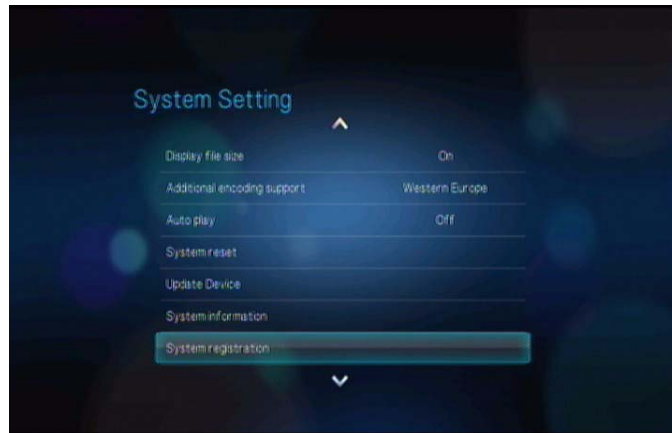 System Setting
Display file size On
Additional encoding support Western Europe
Auto play Off
System reset
Update Device
System information
System registration